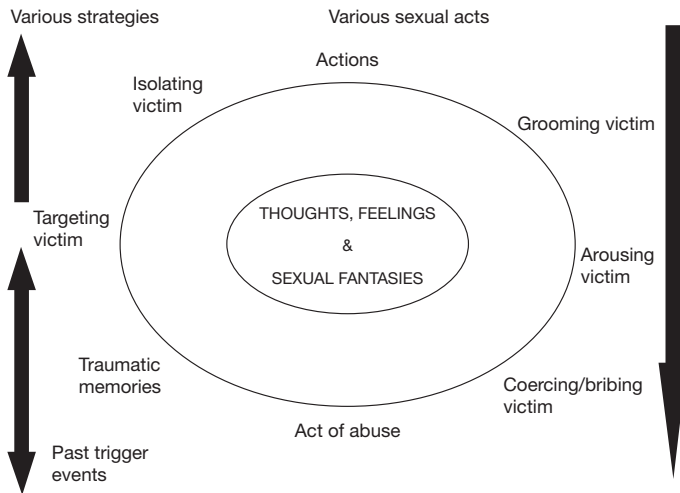 Various strategies
Various sexual acts
Actions
Isolating
victim
Grooming victim
THOUGHTS, FEELINGS
&
SEXUAL FANTASIES
Targeting
victim
Arousing
victim
Traumatic
memories
Coercing/bribing
victim
Act of abuse
Past trigger
events